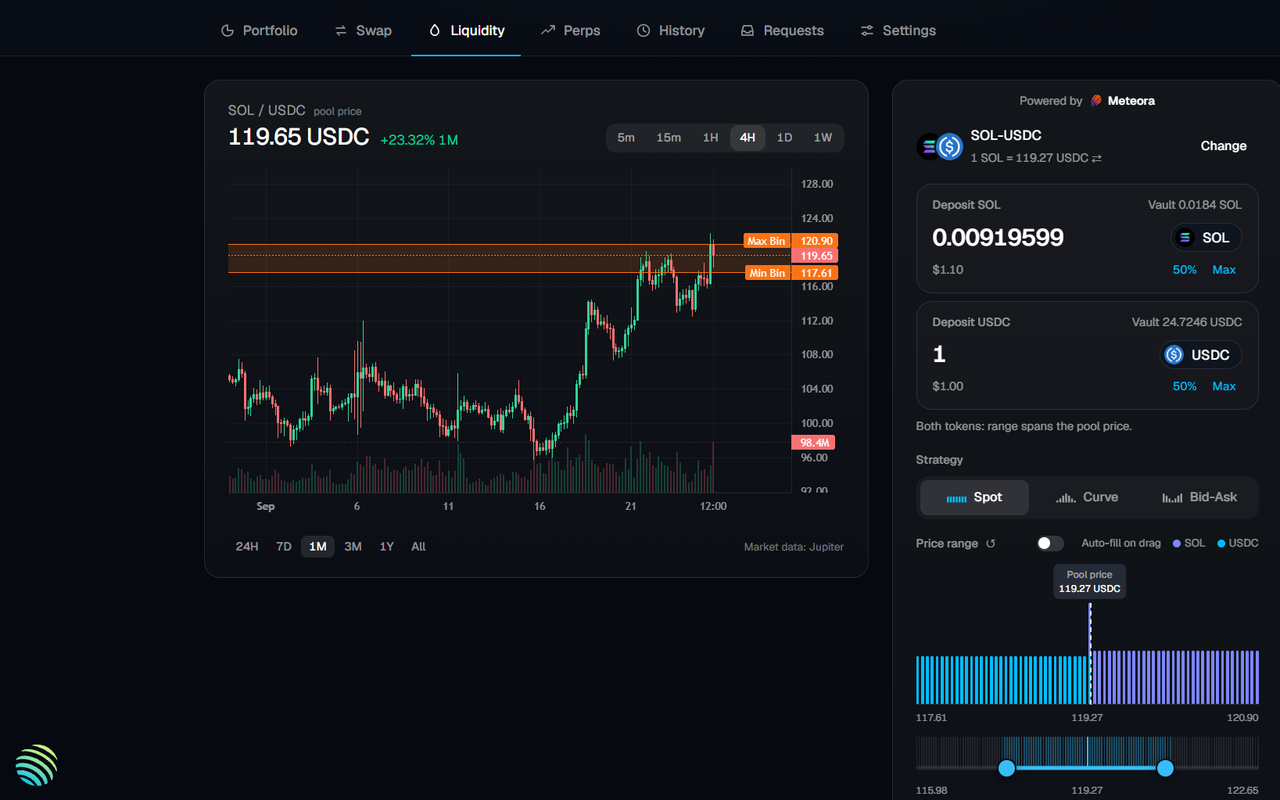 Portfolio Swap Liquidity Perps History Requests Settings
SOL / USDC pool price
119.65 USDC +23.32% 1M
5m 15m 1H 4H 1D 1W
128.00
124.00
Max Bin 120.90
119.65
Min Bin 117.61
116.00
112.00
108.00
104.00
100.00
98.4M
96.00
92.00
Sep 6 11 16 21 12:00
24H 7D 1M 3M 1Y All
Market data: Jupiter
Powered by Meteora
SOL-USDC
1 SOL = 119.27 USDC ⇄
Change
Deposit SOL Vault 0.0184 SOL
0.00919599 SOL
$1.10 50% Max
Deposit USDC Vault 24.7246 USDC
1 USDC
$1.00 50% Max
Both tokens: range spans the pool price.
Strategy
Spot Curve Bid-Ask
Price range ↺ Auto-fill on drag SOL USDC
Pool price
119.27 USDC
117.61 119.27 120.90
115.98 119.27 122.65